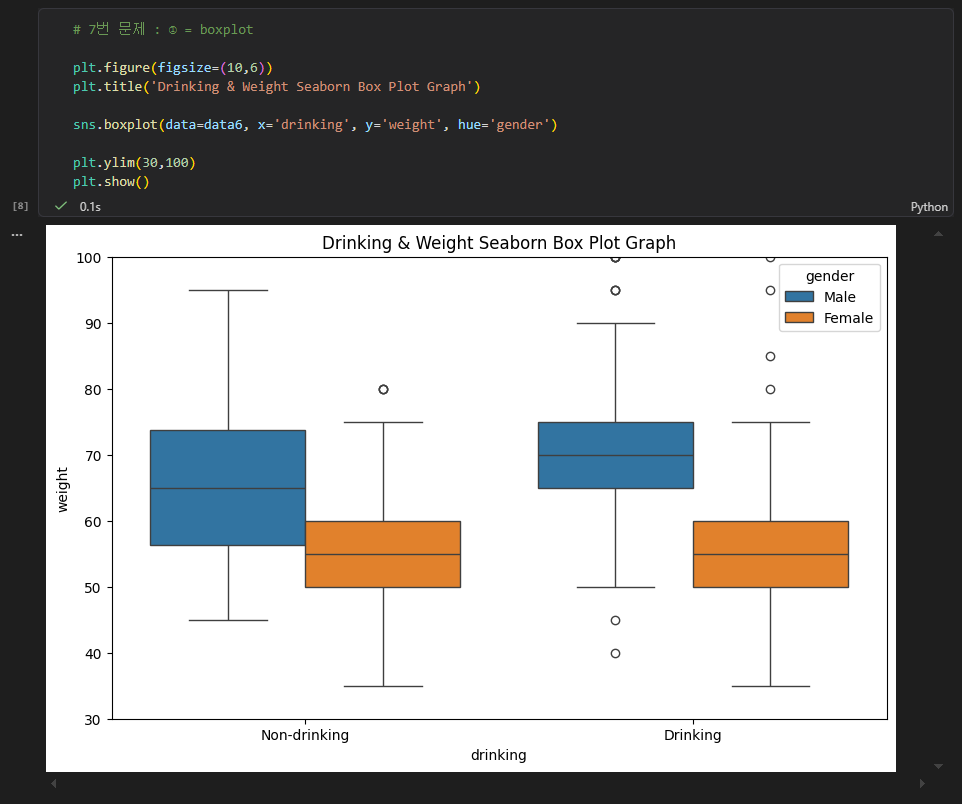 # 7번 문제 : ① = boxplot
plt.figure(figsize=(10,6))
plt.title('Drinking & Weight Seaborn Box Plot Graph')
sns.boxplot(data=data6, x='drinking', y='weight', hue='gender')
plt.ylim(30,100)
plt.show()
[8]
0.1s
Python
...
Drinking & Weight Seaborn Box Plot Graph
gender
Male
Female
100
90
80
70
60
50
40
30
weight
Non-drinking
Drinking
drinking